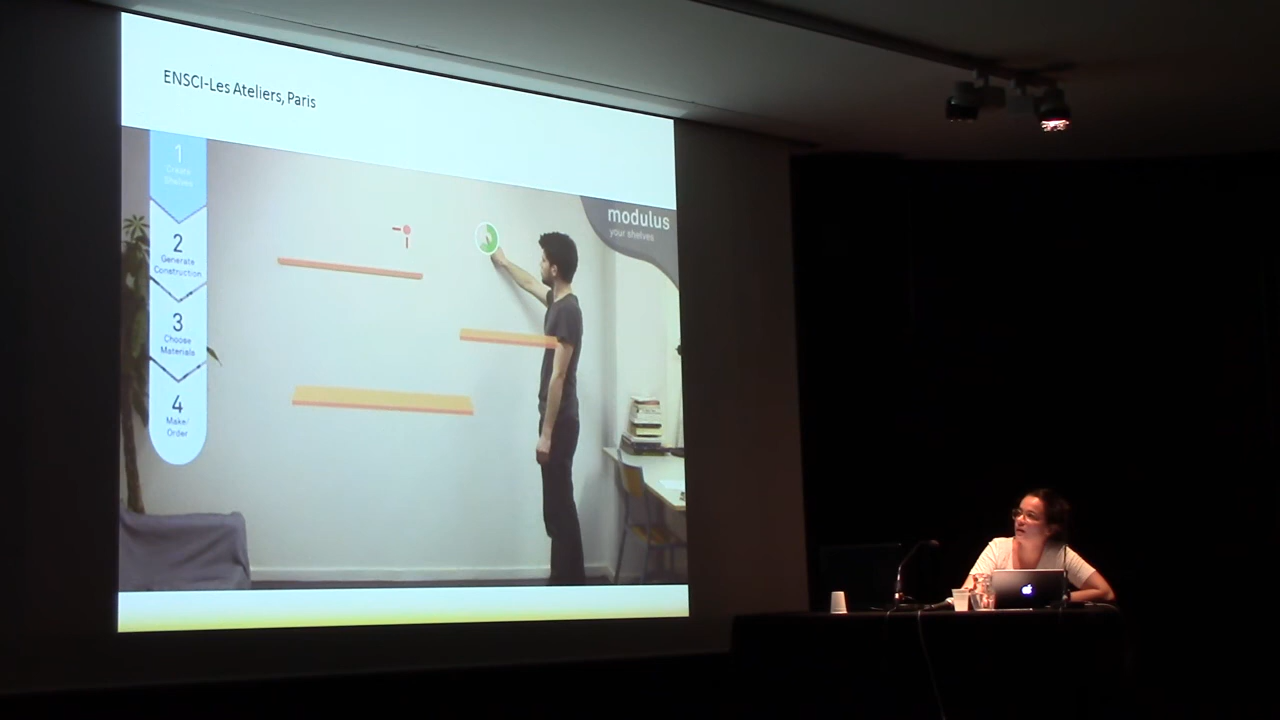 ENSCI-Les Ateliers, Paris
1
Create
Shelves
2
Generate
Construction
3
Choose
Materials
4
Make/
Order
modulus
your shelves